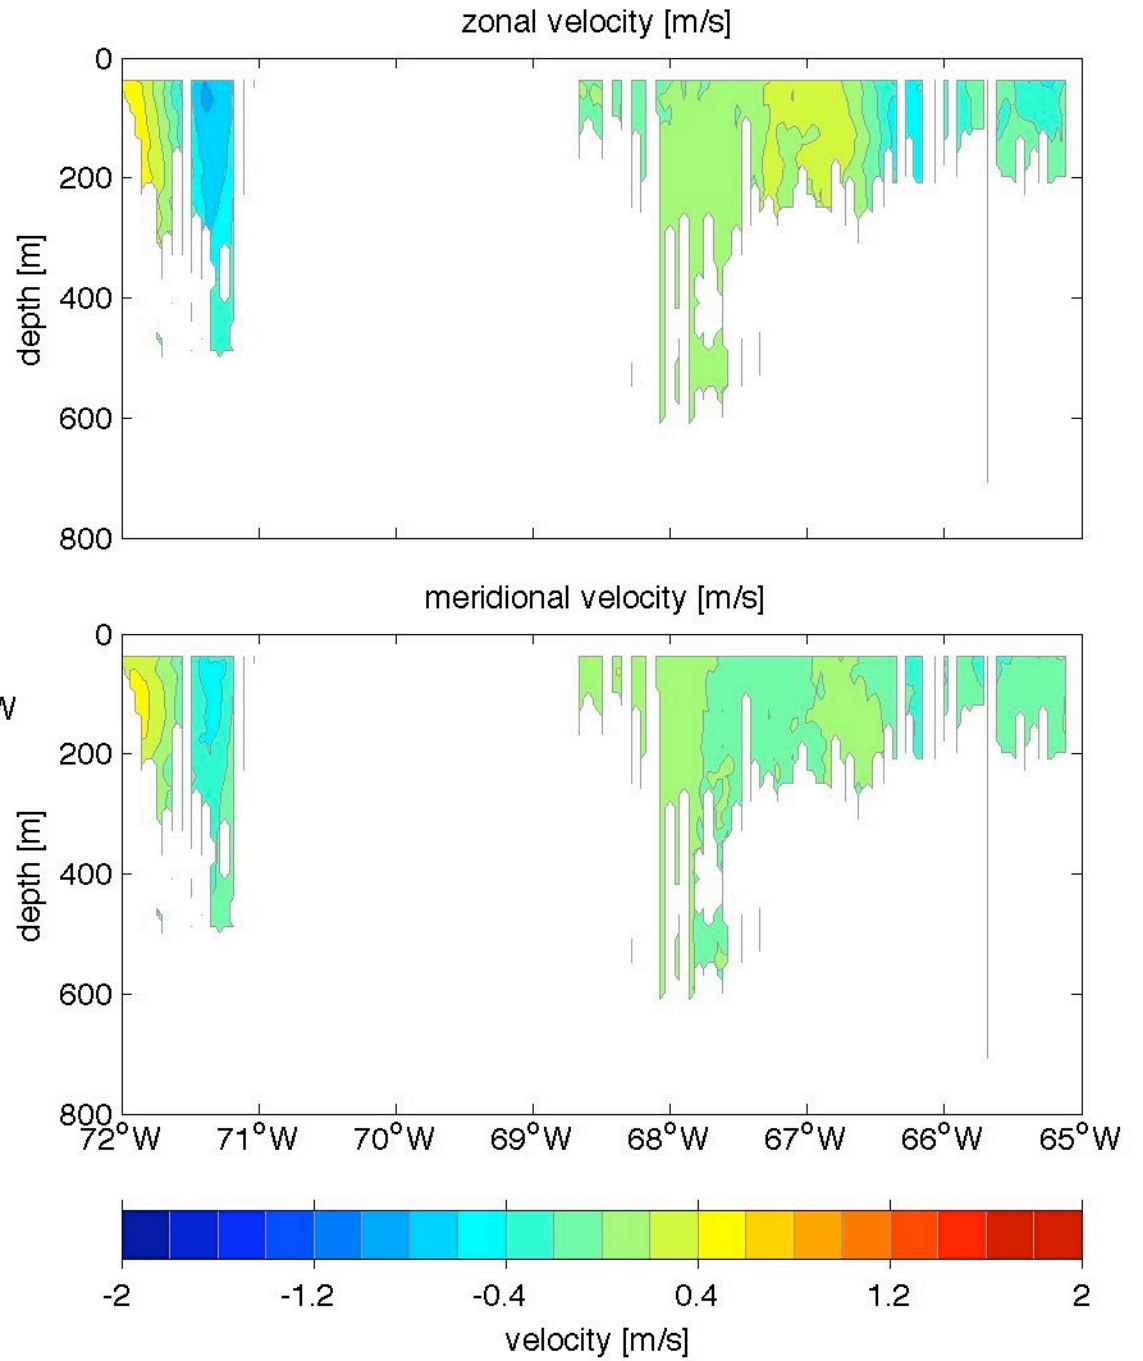 zonal velocity [m/s]
0
200
400
600
800
depth [m]
meridional velocity [m/s]
0
200
400
600
800
depth [m]
W
72°W 71°W 70°W 69°W 68°W 67°W 66°W 65°W
-2 -1.2 -0.4 0.4 1.2 2
velocity [m/s]